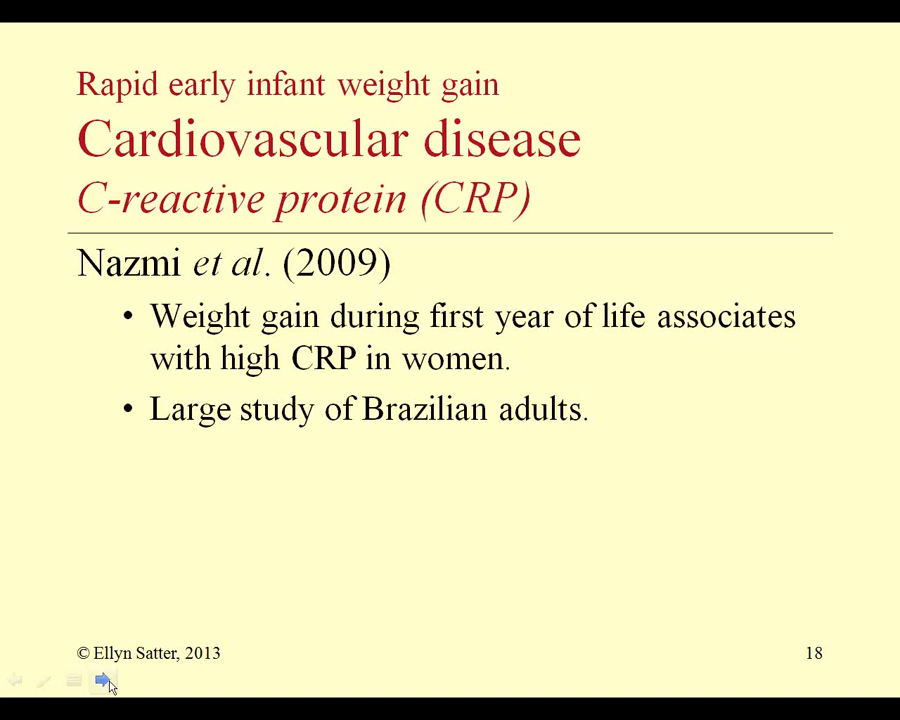 Rapid early infant weight gain
Cardiovascular disease
C-reactive protein (CRP)
Nazmi et al. (2009)
• Weight gain during first year of life associates
with high CRP in women.
• Large study of Brazilian adults.
© Ellyn Satter, 2013
18